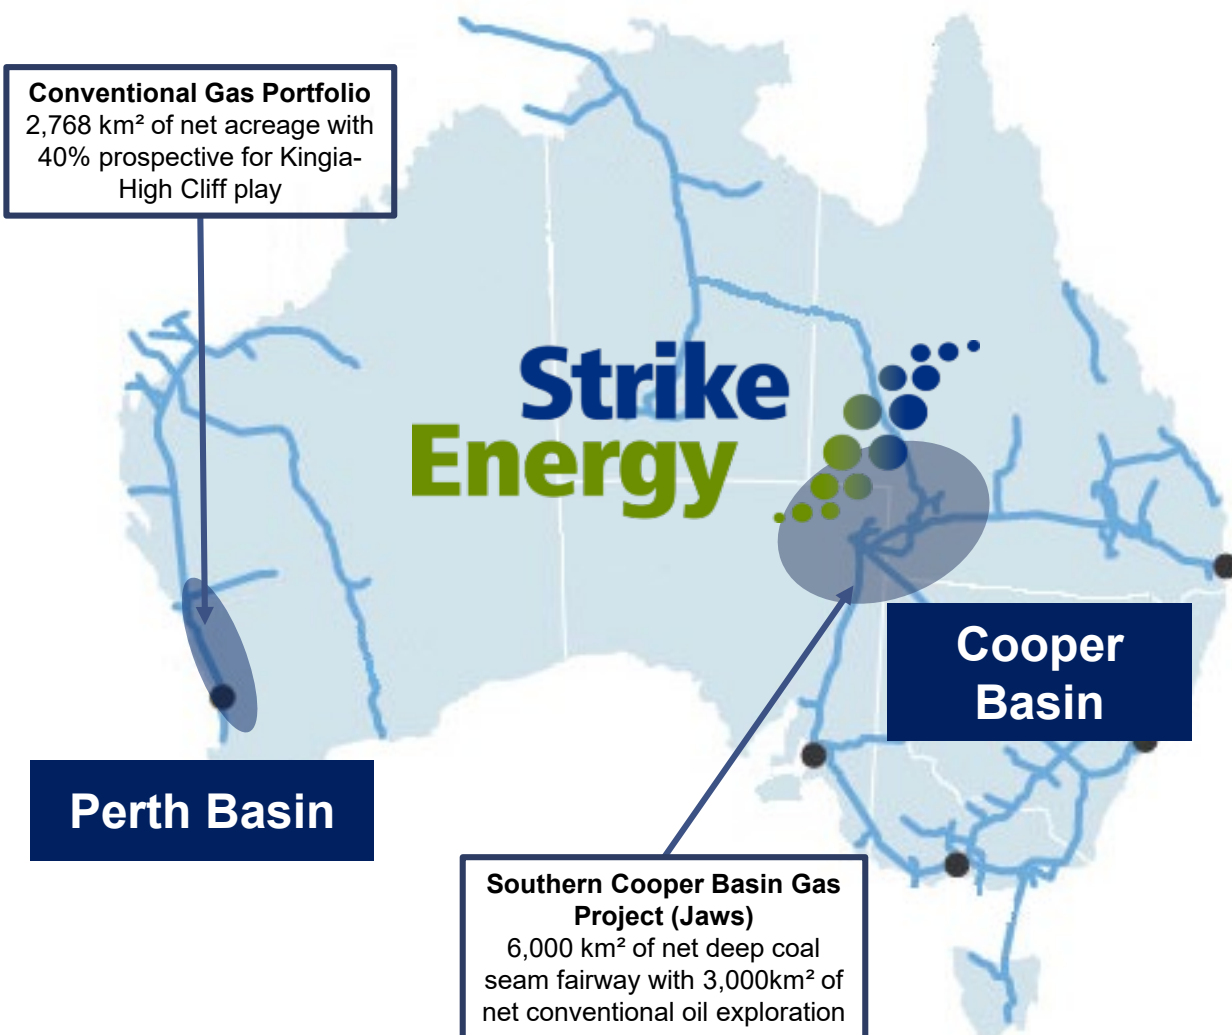 Conventional Gas Portfolio
2,768 km² of net acreage with
40% prospective for Kingia-
High Cliff play
Strike
Energy
Cooper
Basin
Perth Basin
Southern Cooper Basin Gas
Project (Jaws)
6,000 km² of net deep coal
seam fairway with 3,000km² of
net conventional oil exploration